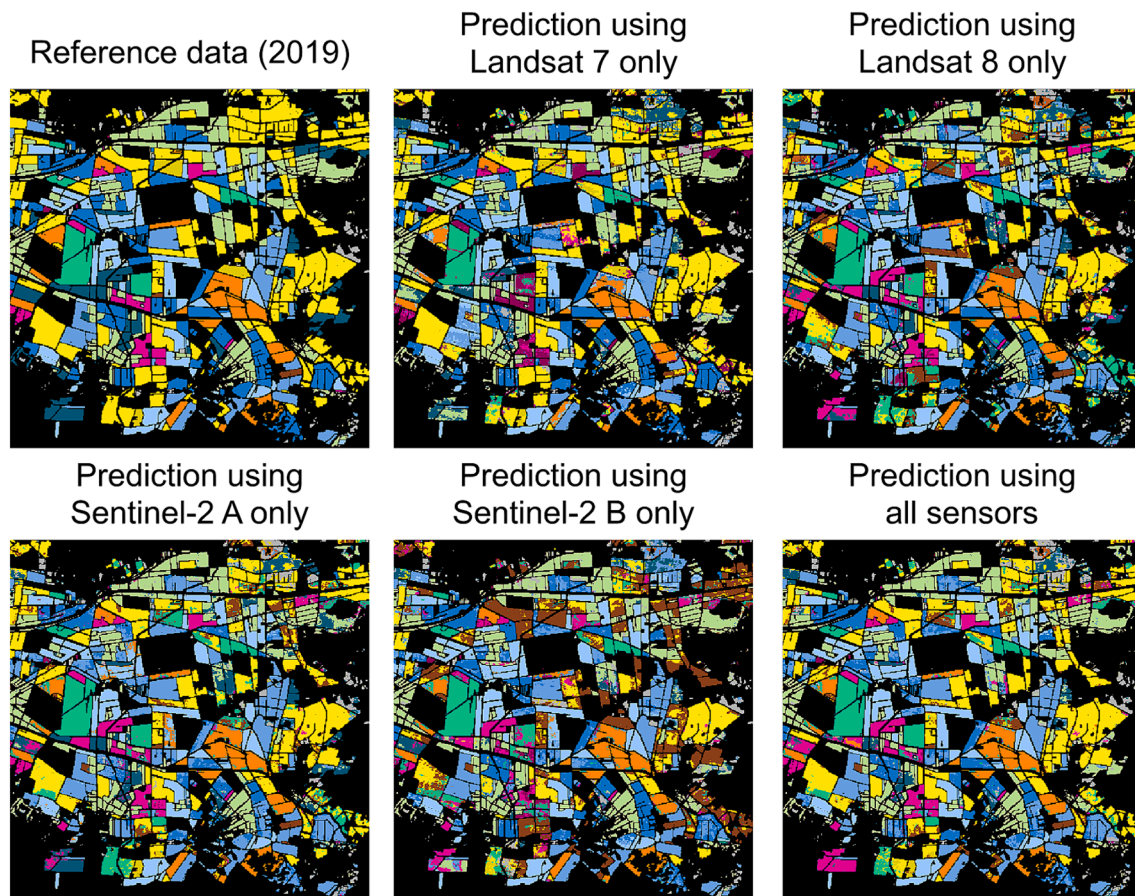 Reference data (2019)
Prediction using
Landsat 7 only
Prediction using
Landsat 8 only
Prediction using
Sentinel-2 A only
Prediction using
Sentinel-2 B only
Prediction using
all sensors